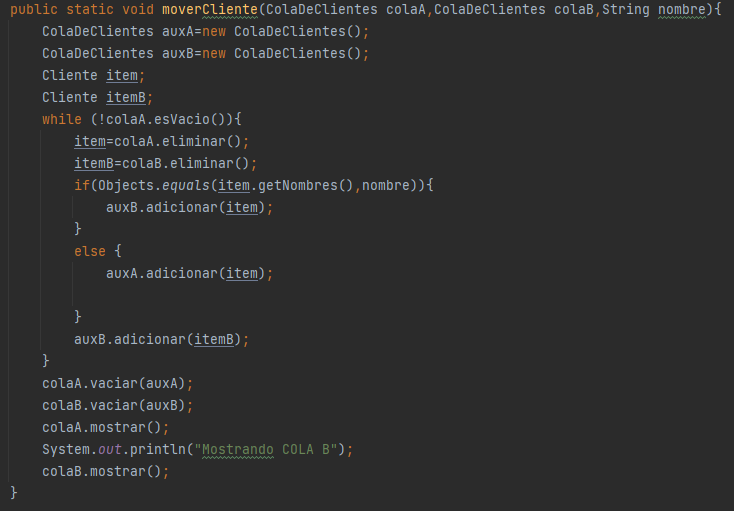 public static void moverCliente(ColaDeClientes colaA,ColaDeClientes colaB,String nombre){
    ColaDeClientes auxA=new ColaDeClientes();
    ColaDeClientes auxB=new ColaDeClientes();
    Cliente item;
    Cliente itemB;
    while (!colaA.esVacio()){
        item=colaA.eliminar();
        itemB=colaB.eliminar();
        if(Objects.equals(item.getNombres(),nombre)){
            auxB.adicionar(item);
        }
        else {
            auxA.adicionar(item);
        }
        auxB.adicionar(itemB);
    }
    colaA.vaciar(auxA);
    colaB.vaciar(auxB);
    colaA.mostrar();
    System.out.println("Mostrando COLA B");
    colaB.mostrar();
}